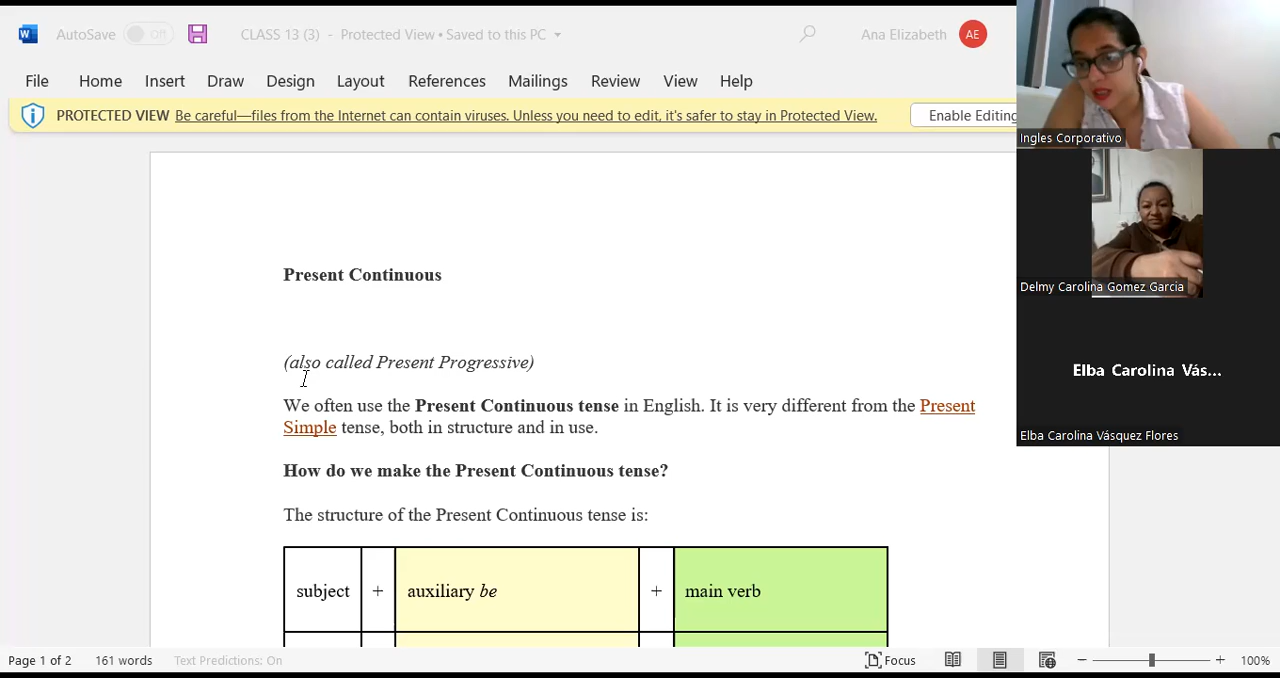 AutoSave Off CLASS 13 (3) - Protected View • Saved to this PC Ana Elizabeth AE
File Home Insert Draw Design Layout References Mailings Review View Help
PROTECTED VIEW Be careful—files from the Internet can contain viruses. Unless you need to edit, it's safer to stay in Protected View. Enable Editing
Ingles Corporativo
Delmy Carolina Gomez Garcia
Elba Carolina Vás...
Elba Carolina Vásquez Flores
Present Continuous
(also called Present Progressive)
We often use the Present Continuous tense in English. It is very different from the Present
Simple tense, both in structure and in use.
How do we make the Present Continuous tense?
The structure of the Present Continuous tense is:
subject + auxiliary be + main verb
Page 1 of 2 161 words Text Predictions: On Focus 100%